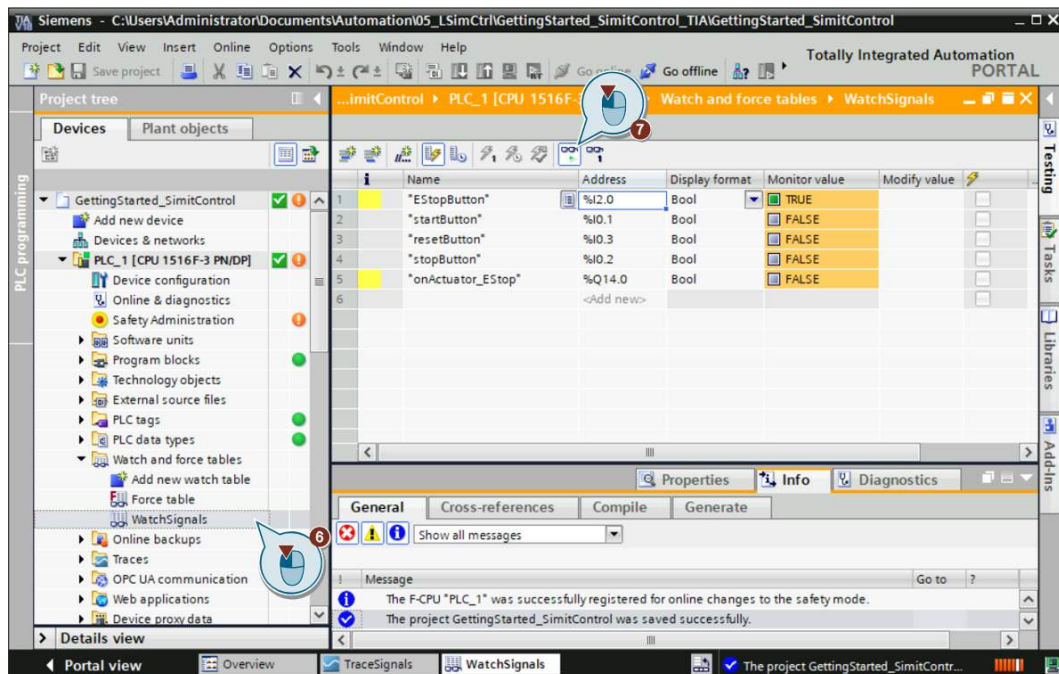 Siemens - C:\Users\Administrator\Documents\Automation\05_LSimCtrl\GettingStarted_SimitControl_TIA\GettingStarted_SimitControl
Project Edit View Insert Online Options Tools Window Help
Totally Integrated Automation
PORTAL
Save project Go online Go offline
Project tree
...imitControl PLC_1 [CPU 1516F-3 Watch and force tables WatchSignals
Devices Plant objects
7
i Name Address Display format Monitor value Modify value
1 "EStopButton" %I2.0 Bool TRUE
2 "startButton" %I0.1 Bool FALSE
3 "resetButton" %I0.3 Bool FALSE
4 "stopButton" %I0.2 Bool FALSE
5 "onActuator_EStop" %Q14.0 Bool FALSE
6 <Add new>
GettingStarted_SimitControl
Add new device
Devices & networks
PLC_1 [CPU 1516F-3 PN/DP]
Device configuration
Online & diagnostics
Safety Administration
Software units
Program blocks
Technology objects
External source files
PLC tags
PLC data types
Watch and force tables
Add new watch table
Force table
WatchSignals
Online backups
Traces
OPC UA communication
Web applications
Device proxy data
6
PLC programming
Testing
Tasks
Libraries
Add-Ins
Properties Info Diagnostics
General Cross-references Compile Generate
Show all messages
! Message Go to ?
The F-CPU "PLC_1" was successfully registered for online changes to the safety mode.
The project GettingStarted_SimitControl was saved successfully.
Details view
Portal view Overview TraceSignals WatchSignals The project GettingStarted_SimitContr...